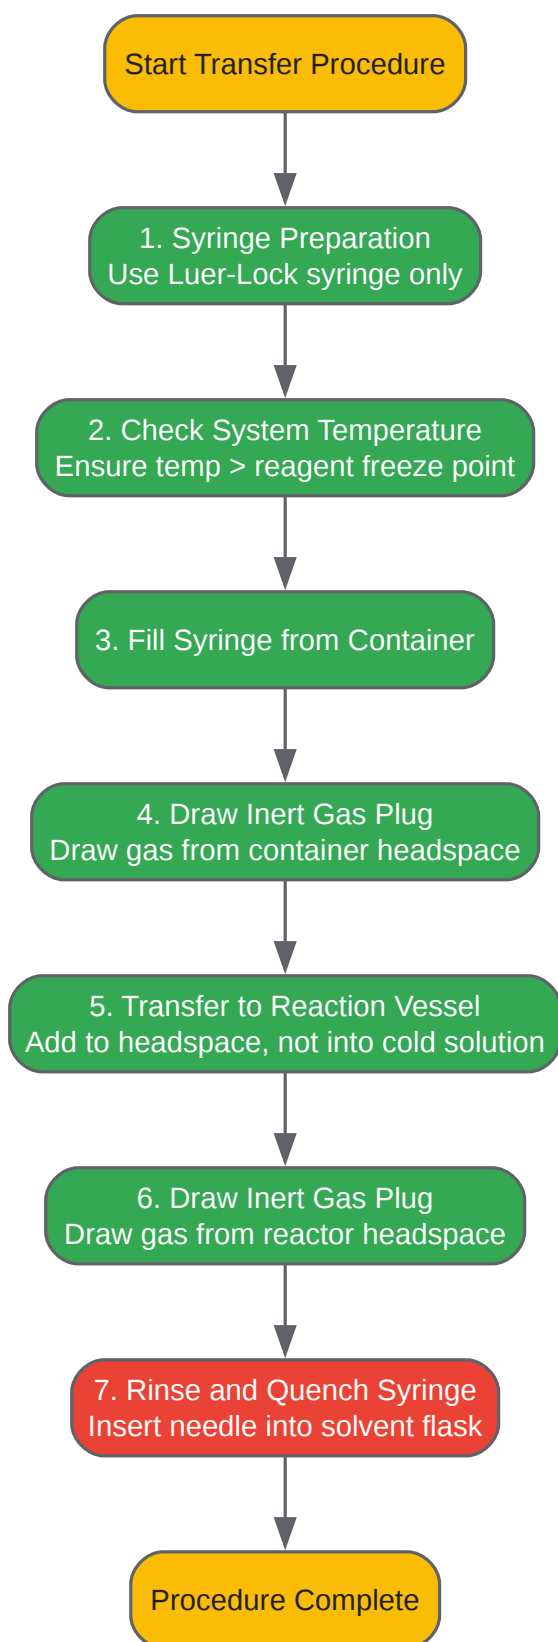 Start Transfer Procedure
1. Syringe Preparation
Use Luer-Lock syringe only
2. Check System Temperature
Ensure temp > reagent freeze point
3. Fill Syringe from Container
4. Draw Inert Gas Plug
Draw gas from container headspace
5. Transfer to Reaction Vessel
Add to headspace, not into cold solution
6. Draw Inert Gas Plug
Draw gas from reactor headspace
7. Rinse and Quench Syringe
Insert needle into solvent flask
Procedure Complete